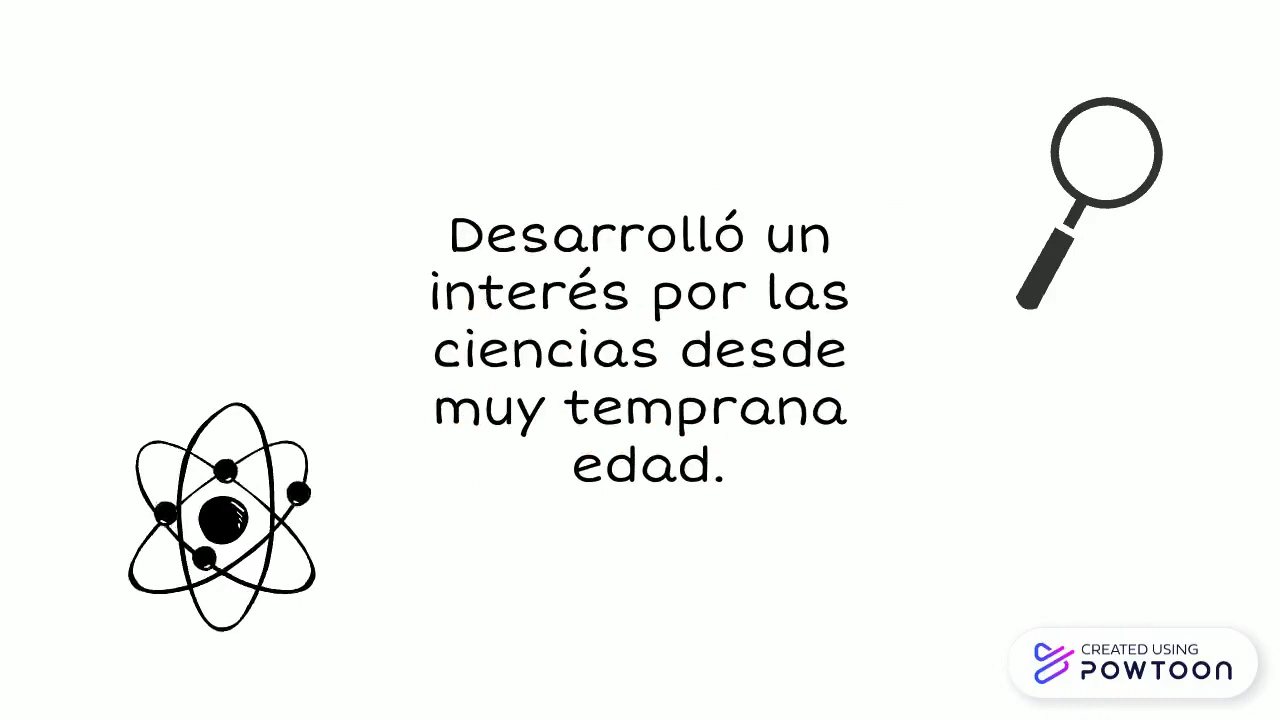 Desarrolló un
interés por las
ciencias desde
muy temprana
edad.
CREATED USING
POWTOON